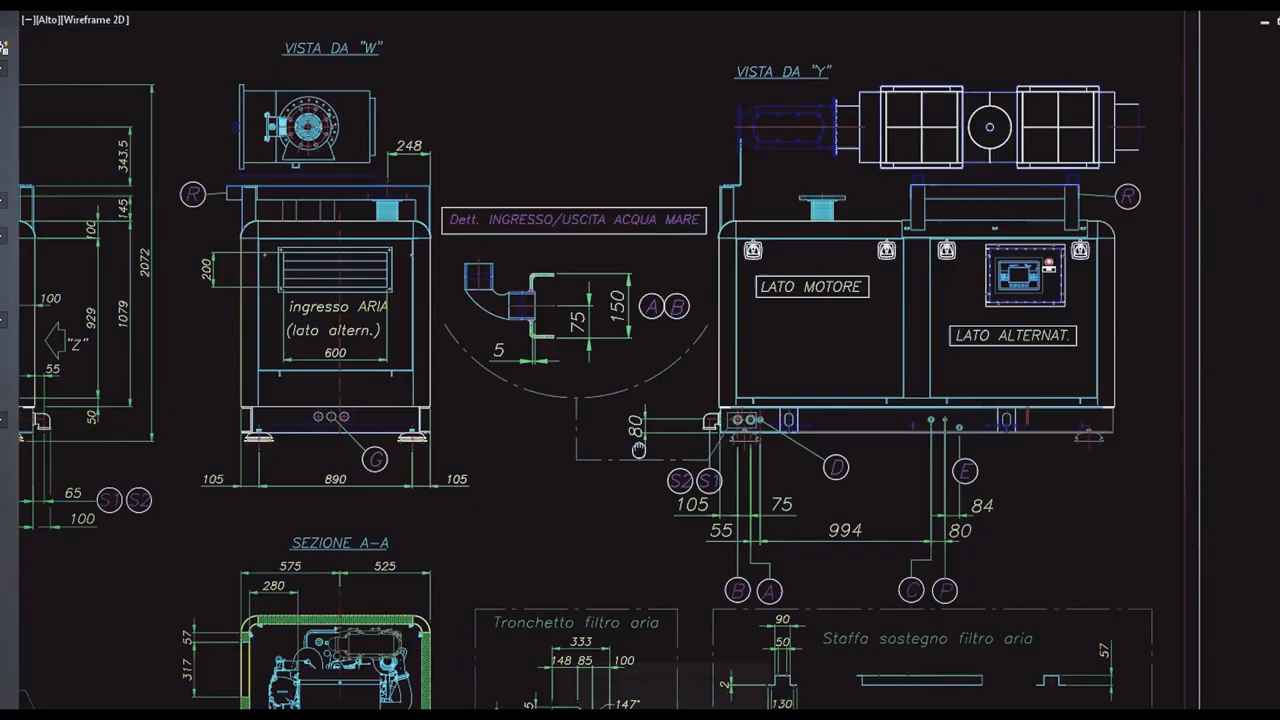 [−][Alto][Wireframe 2D]
VISTA DA "W"
VISTA DA "Y"
343.5
145
100
2072
929
1079
100
"Z"
55
50
65
S1
S2
100
R
248
200
ingresso ARIA
(lato altern.)
600
G
105
890
105
Dett. INGRESSO/USCITA ACQUA MARE
150
75
5
A
B
80
R
LATO MOTORE
LATO ALTERNAT.
S2
S1
D
E
105
75
84
55
994
80
B
A
C
P
SEZIONE A-A
575
525
280
57
317
Tronchetto filtro aria
333
148
85
100
147°
Staffa sostegno filtro aria
90
50
2
130
57